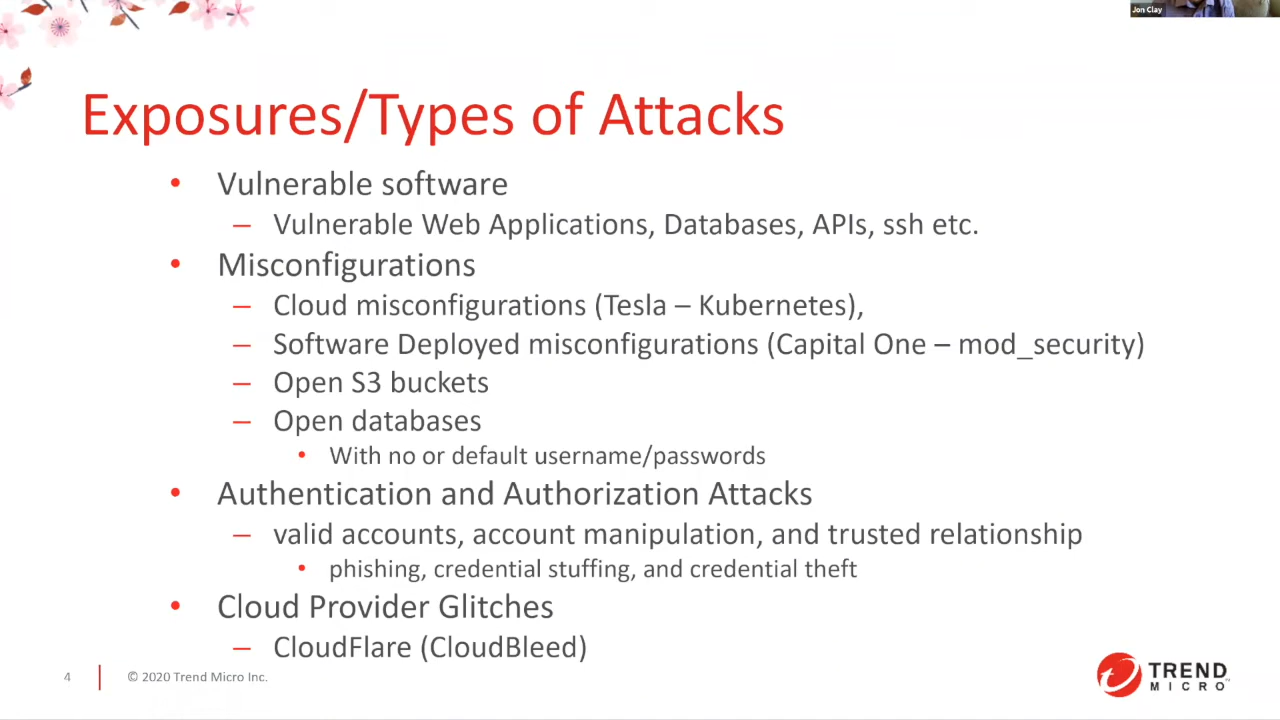 Jon Clay
Exposures/Types of Attacks
• Vulnerable software
– Vulnerable Web Applications, Databases, APIs, ssh etc.
• Misconfigurations
– Cloud misconfigurations (Tesla – Kubernetes),
– Software Deployed misconfigurations (Capital One – mod_security)
– Open S3 buckets
– Open databases
• With no or default username/passwords
• Authentication and Authorization Attacks
– valid accounts, account manipulation, and trusted relationship
• phishing, credential stuffing, and credential theft
• Cloud Provider Glitches
– CloudFlare (CloudBleed)
4
© 2020 Trend Micro Inc.
TREND
MICRO